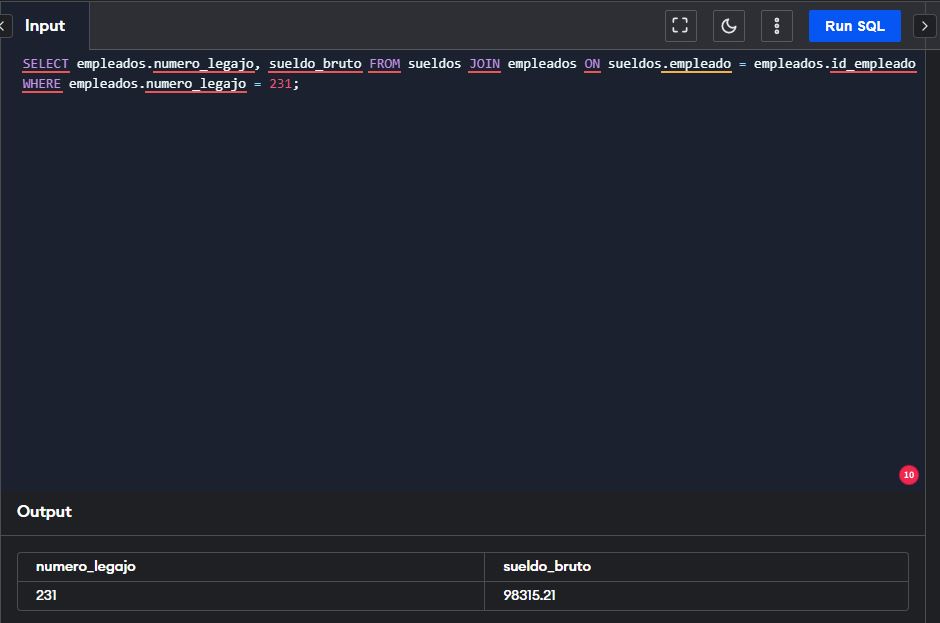 Input
Run SQL
SELECT empleados.numero_legajo, sueldo_bruto FROM sueldos JOIN empleados ON sueldos.empleado = empleados.id_empleado
WHERE empleados.numero_legajo = 231;
10
Output
numero_legajo sueldo_bruto
231 98315.21